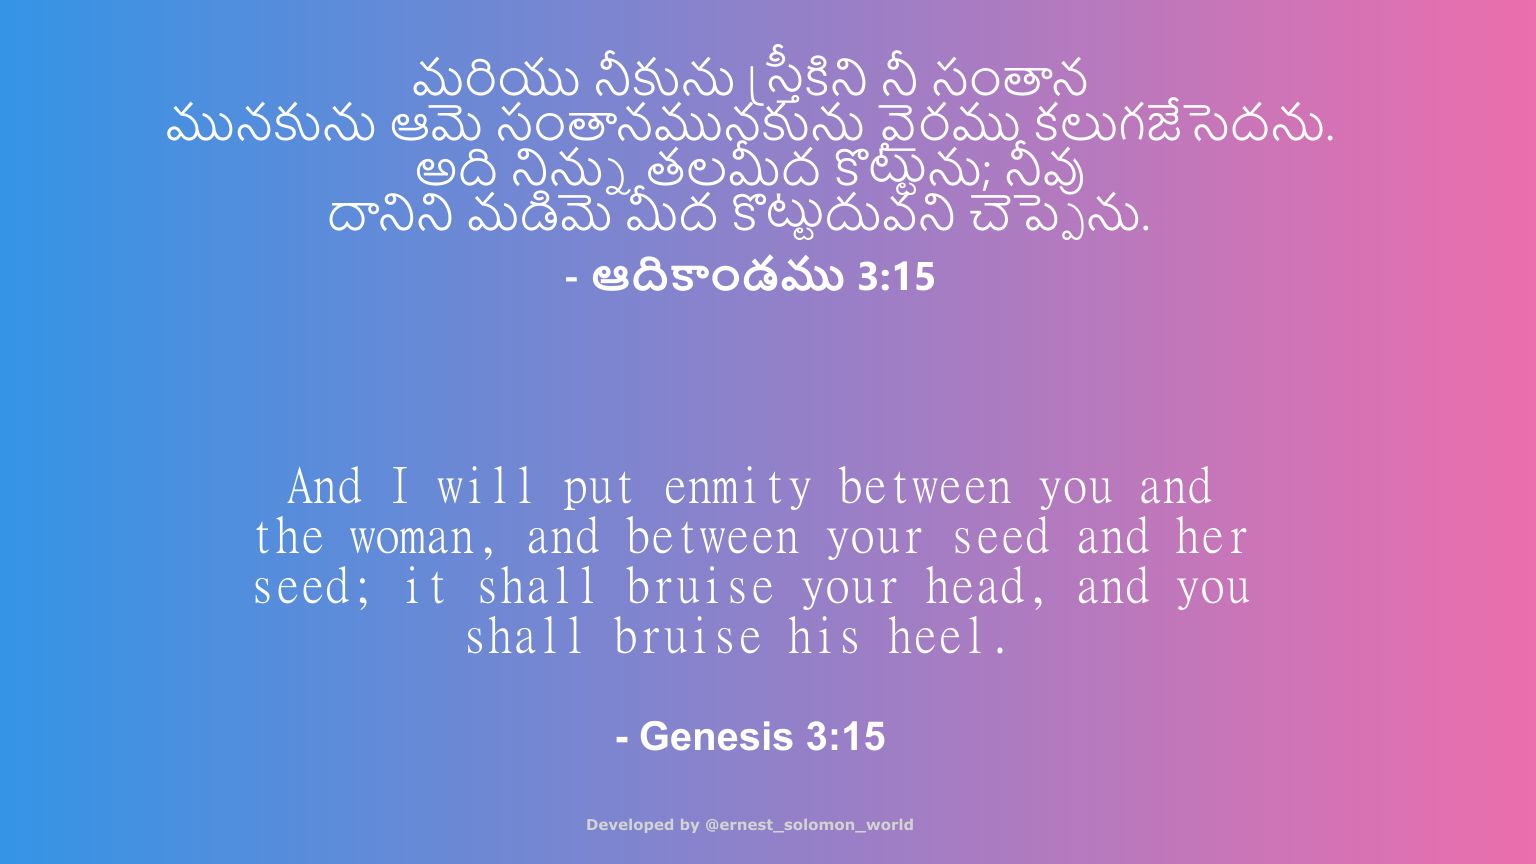 మరియు నీకును స్త్రీకిని నీ సంతాన
మునకును ఆమె సంతానమునకును వైరము కలుగజేసెదను.
అది నిన్ను తలమీద కొట్టును; నీవు
దానిని మడిమె మీద కొట్టుదువని చెప్పెను.
- ఆదికాండము 3:15
And I will put enmity between you and
the woman, and between your seed and her
seed; it shall bruise your head, and you
shall bruise his heel.
- Genesis 3:15
Developed by @ernest_solomon_world